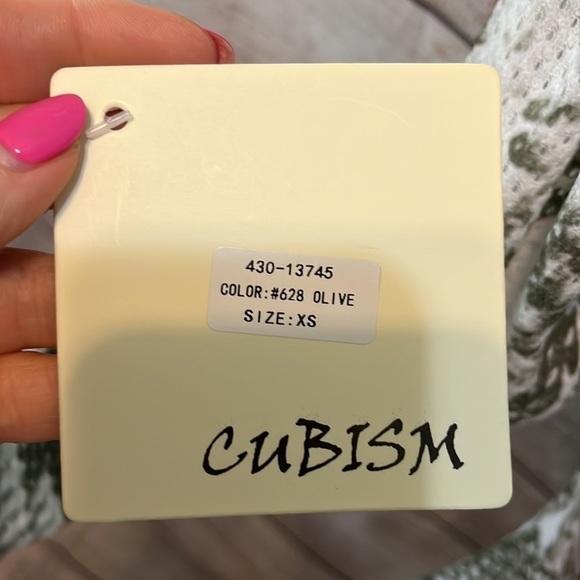 430-13745
COLOR:#628 OLIVE
SIZE:XS
CUBISM